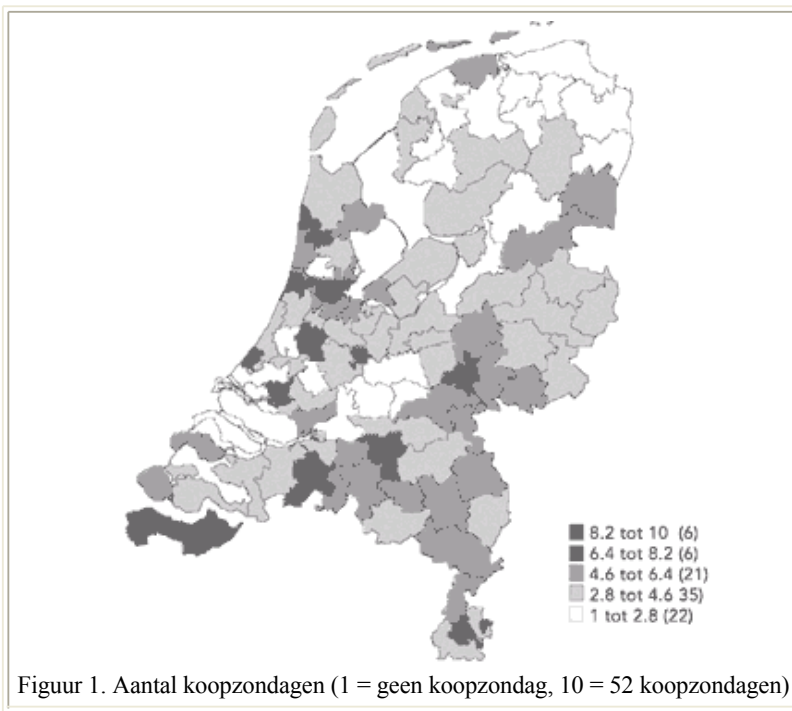 8.2 tot 10 (6)
6.4 tot 8.2 (6)
4.6 tot 6.4 (21)
2.8 tot 4.6 35)
1 tot 2.8 (22)
Figuur 1. Aantal koopzondagen (1 = geen koopzondag, 10 = 52 koopzondagen)